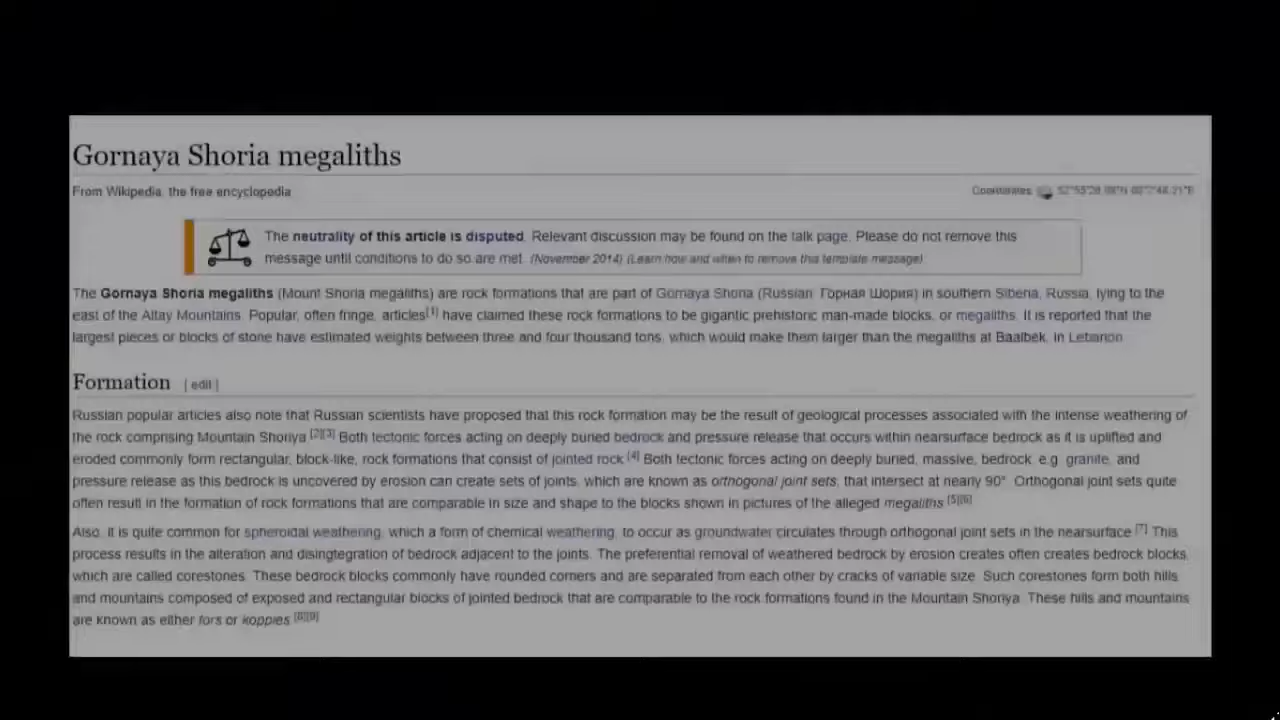 Gornaya Shoria megaliths
From Wikipedia, the free encyclopedia
Coordinates:
The neutrality of this article is disputed. Relevant discussion may be found on the talk page. Please do not remove this
message until conditions to do so are met. (November 2014) (Learn how and when to remove this template message)
The Gornaya Shoria megaliths (Mount Shoria megaliths) are rock formations that are part of Gornaya Shoria (Russian: Горная Шория) in southern Siberia, Russia, lying to the
east of the Altay Mountains. Popular, often fringe, articles[1] have claimed these rock formations to be gigantic prehistoric man-made blocks, or megaliths. It is reported that the
largest pieces or blocks of stone have estimated weights between three and four thousand tons, which would make them larger than the megaliths at Baalbek, in Lebanon.
Formation [ edit ]
Russian popular articles also note that Russian scientists have proposed that this rock formation may be the result of geological processes associated with the intense weathering of
the rock comprising Mountain Shoriya.[2][3] Both tectonic forces acting on deeply buried bedrock and pressure release that occurs within nearsurface bedrock as it is uplifted and
eroded commonly form rectangular, block-like, rock formations that consist of jointed rock.[4] Both tectonic forces acting on deeply buried, massive, bedrock, e.g. granite, and
pressure release as this bedrock is uncovered by erosion can create sets of joints, which are known as orthogonal joint sets, that intersect at nearly 90°. Orthogonal joint sets quite
often result in the formation of rock formations that are comparable in size and shape to the blocks shown in pictures of the alleged megaliths.[5][6]
Also, it is quite common for spheroidal weathering, which a form of chemical weathering, to occur as groundwater circulates through orthogonal joint sets in the nearsurface.[7] This
process results in the alteration and disingtegration of bedrock adjacent to the joints. The preferential removal of weathered bedrock by erosion creates often creates bedrock blocks,
which are called corestones. These bedrock blocks commonly have rounded corners and are separated from each other by cracks of variable size. Such corestones form both hills
and mountains composed of exposed and rectangular blocks of jointed bedrock that are comparable to the rock formations found in the Mountain Shoriya. These hills and mountains
are known as either tors or koppies.[8][9]